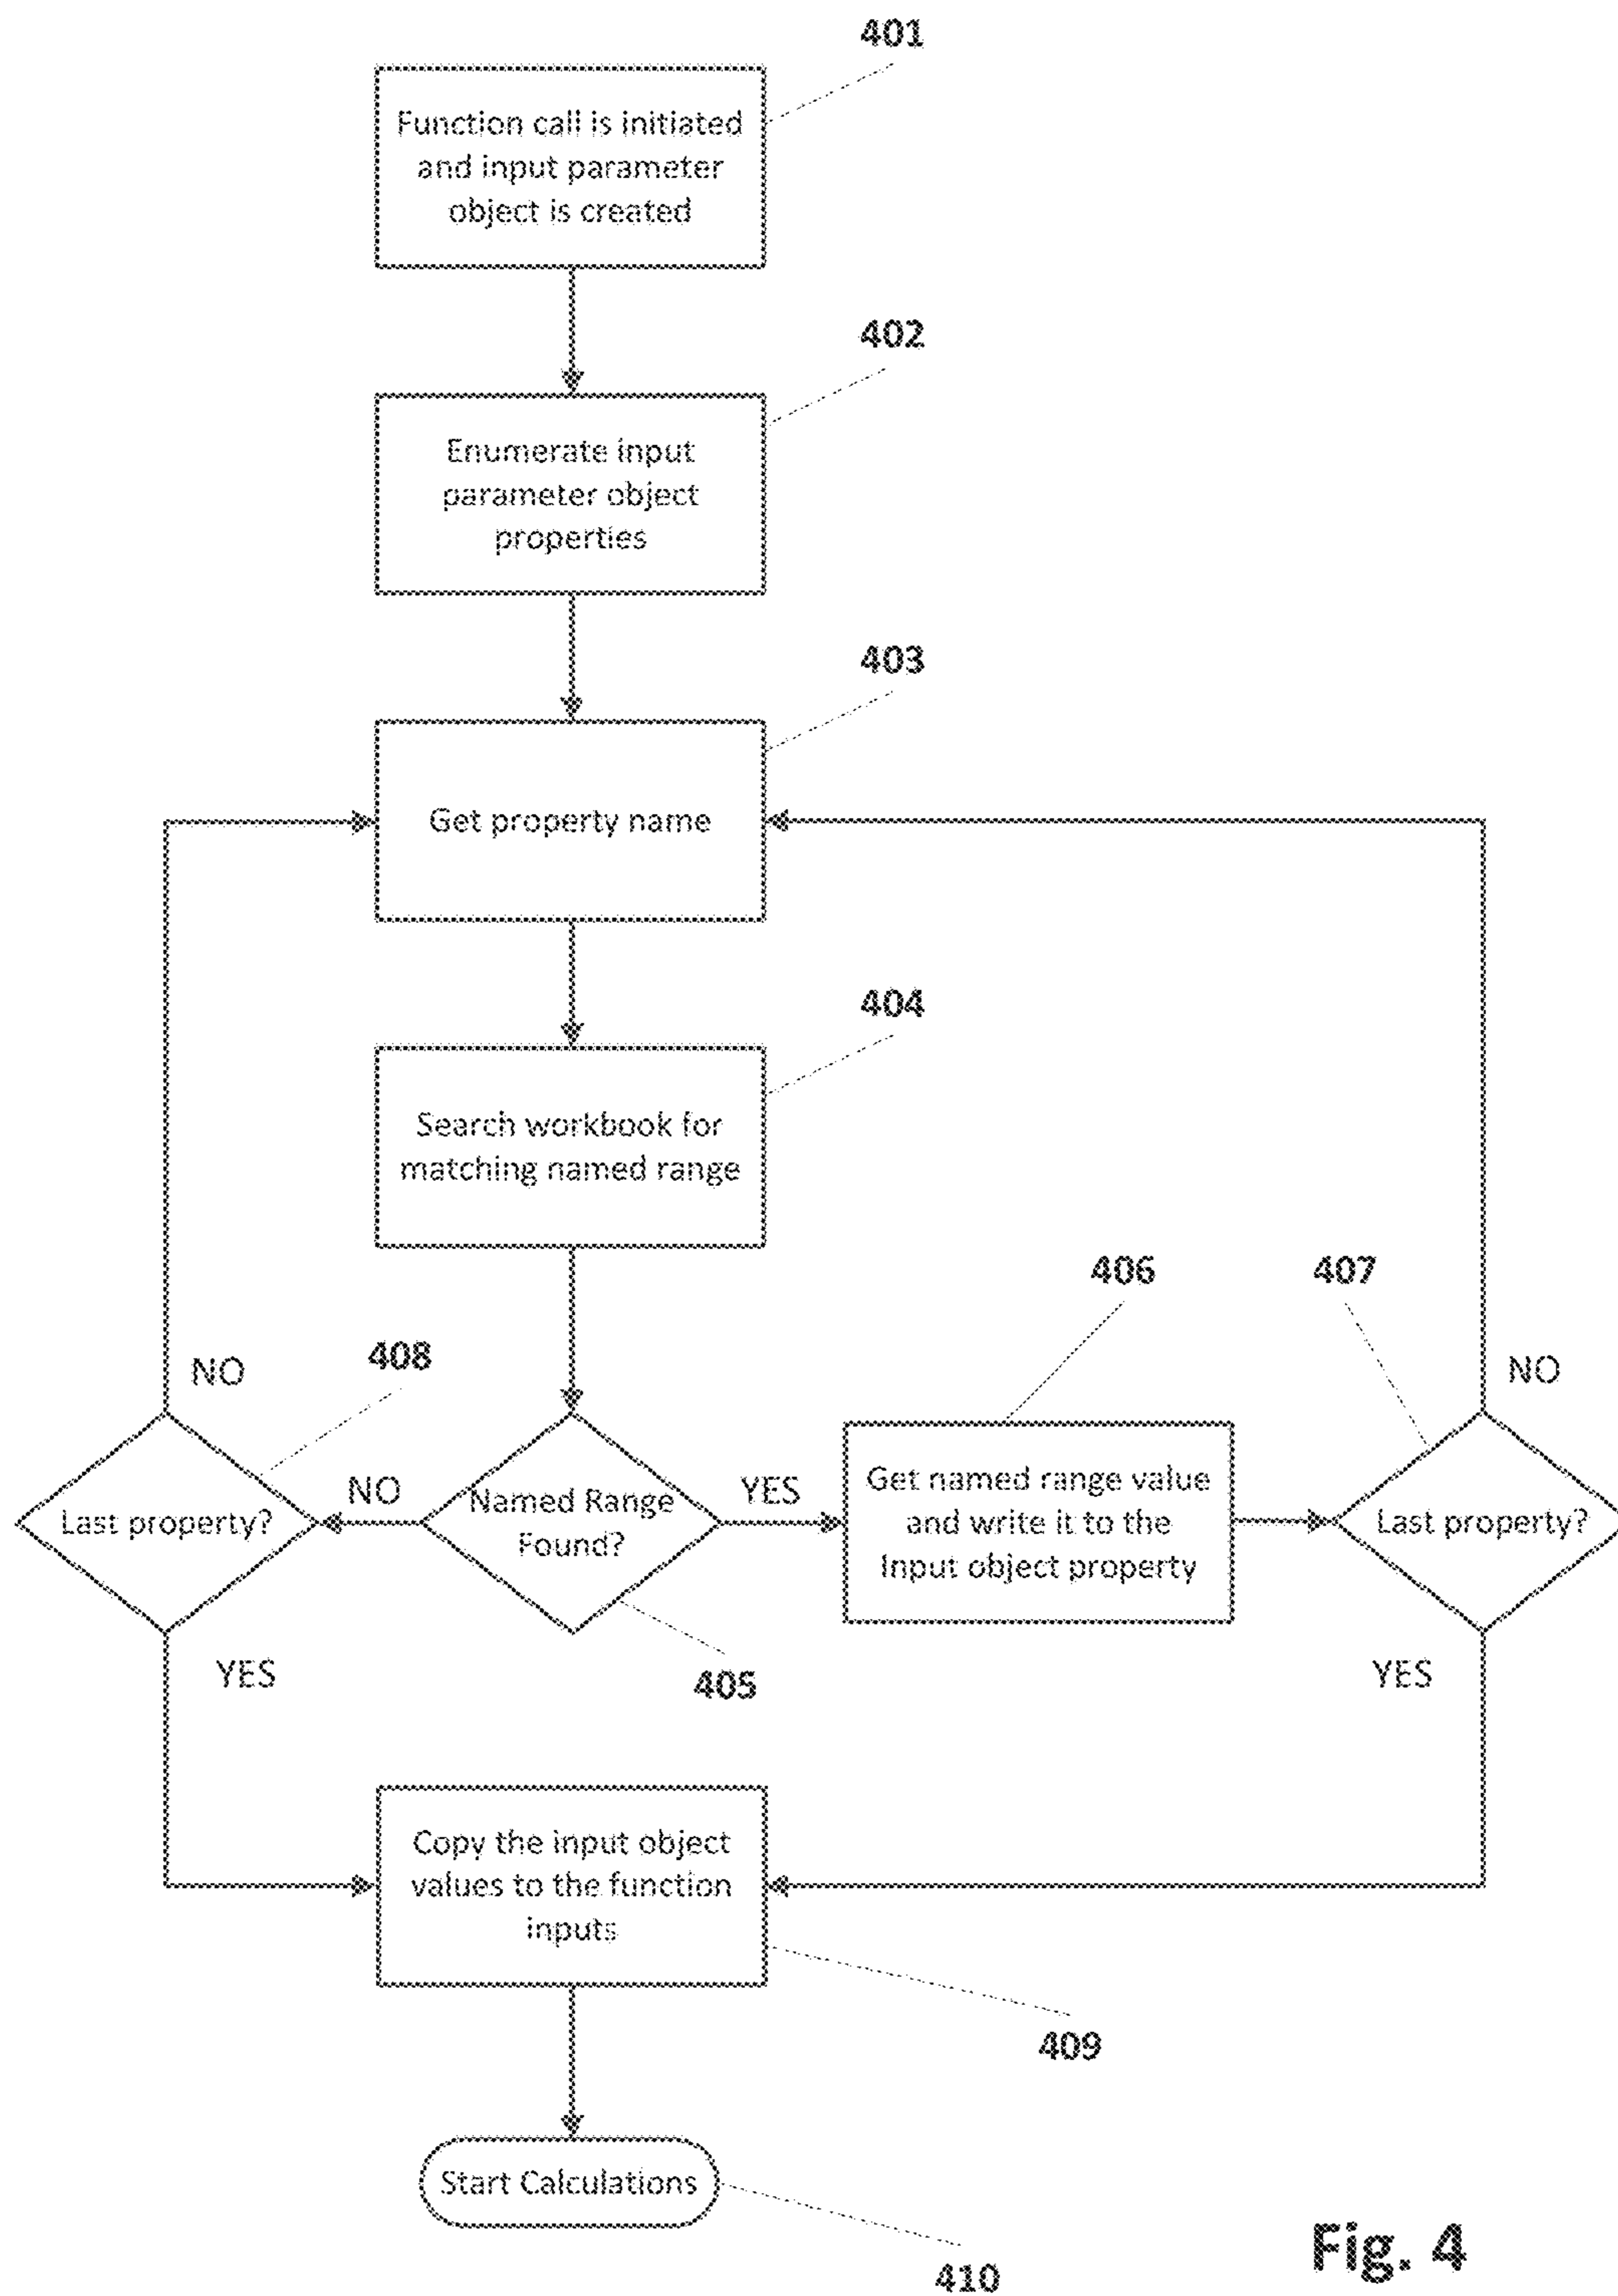 401
Function call is initiated
and input parameter
object is created
402
Enumerate input
parameter object
properties
403
Get property name
404
Search workbook for
matching named range
406
407
408
NO
NO
Last property?
NO
Named Range
Found?
YES
Get named range value
and write it to the
Input object property
Last property?
405
YES
YES
Copy the input object
values to the function
inputs
409
Start Calculations
410
Fig. 4